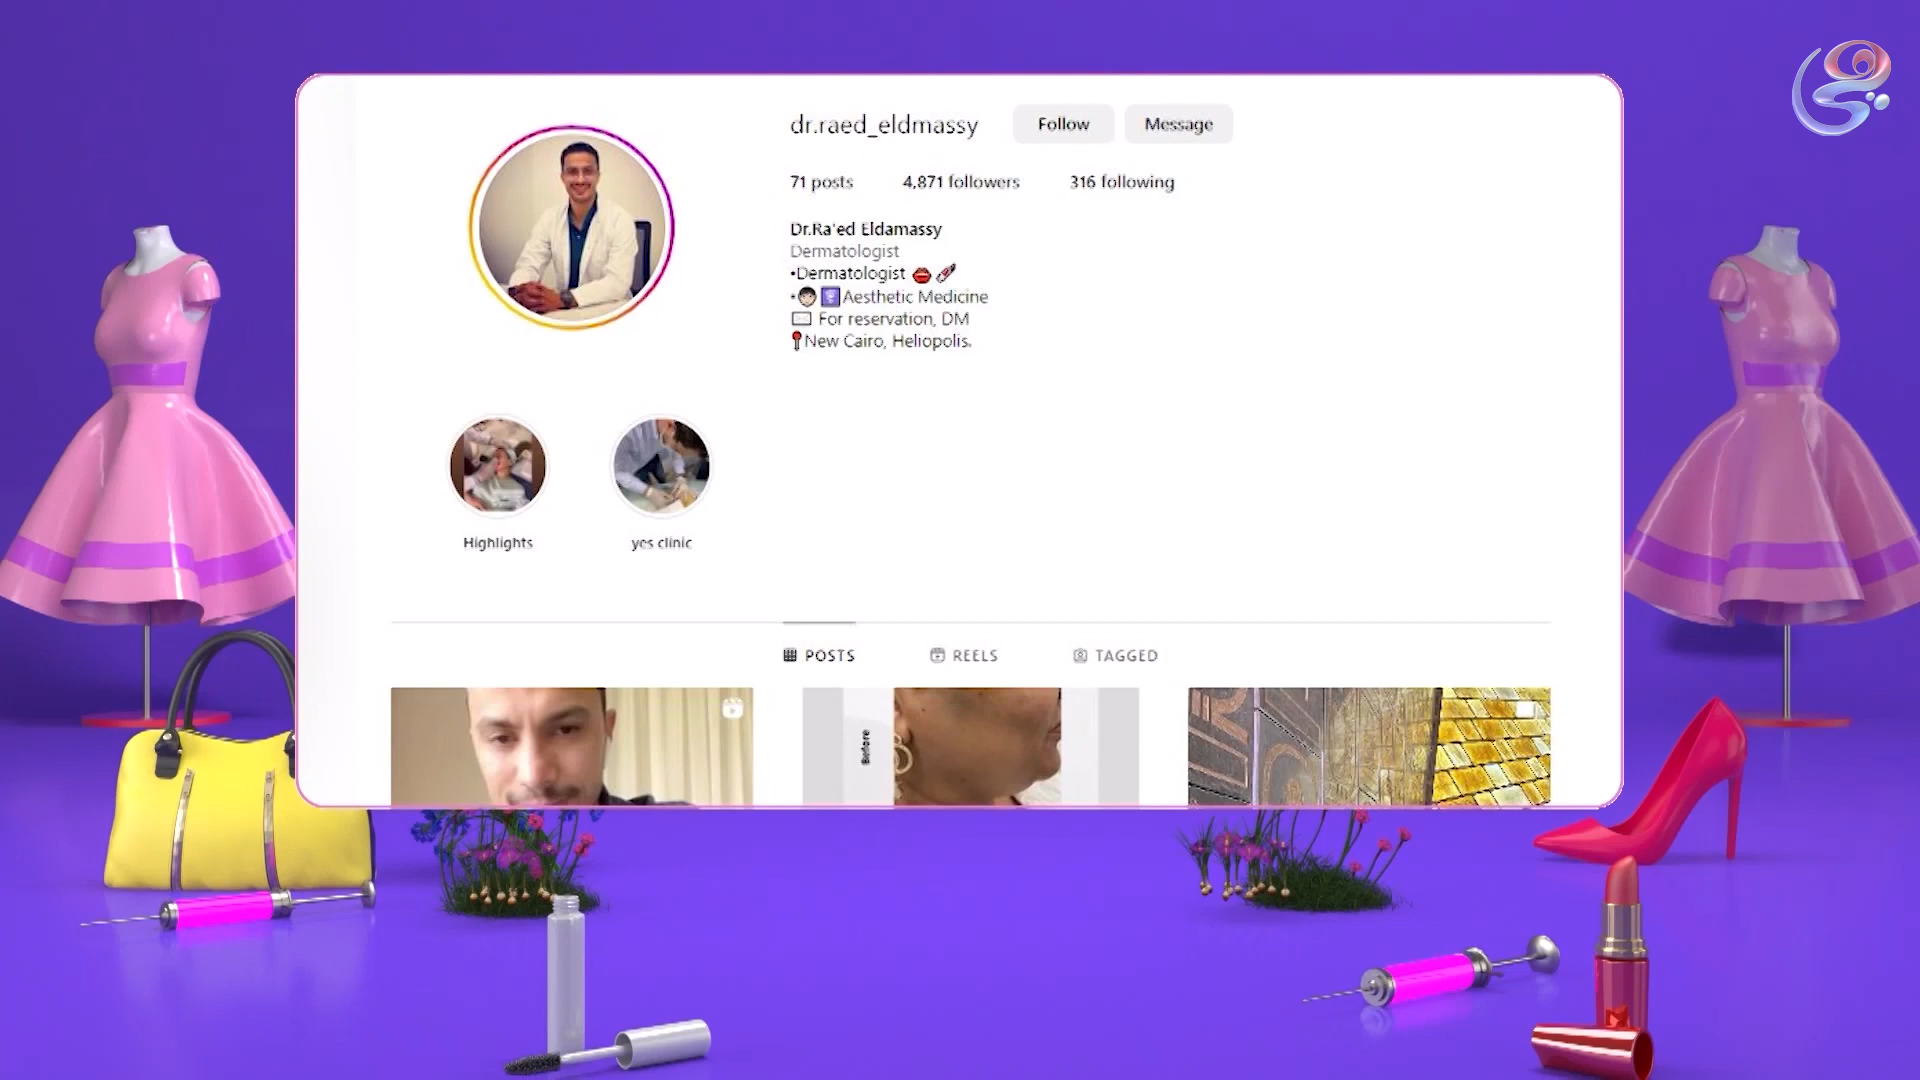 dr.raed_eldmassy Follow Message
71 posts 4,871 followers 316 following
Dr.Ra'ed Eldamassy
Dermatologist
•Dermatologist 👄 💉
•👨🏻⚕️Aesthetic Medicine
✉️ For reservation, DM
📍New Cairo, Heliopolis.
Highlights yes clinic
POSTS REELS TAGGED
Before